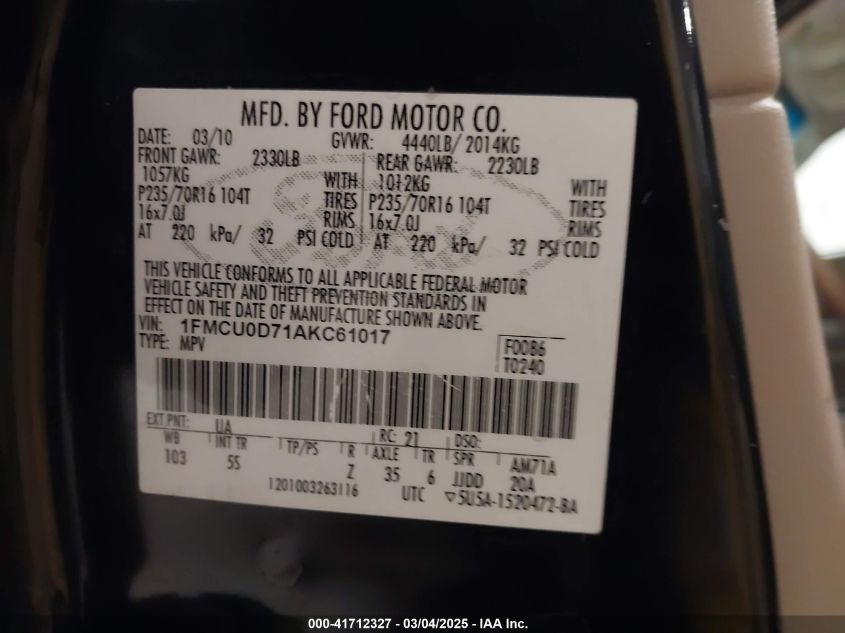 MFD. BY FORD MOTOR CO.
DATE: 03/10 GVWR: 4440LB/ 2014KG
FRONT GAWR: 2330LB REAR GAWR: 2230LB
1057KG WITH 1012KG WITH
P235/70R16 104T TIRES P235/70R16 104T TIRES
16x7.0J RIMS 16x7.0J RIMS
AT 220 kPa/ 32 PSI COLD AT 220 kPa/ 32 PSI COLD
THIS VEHICLE CONFORMS TO ALL APPLICABLE FEDERAL MOTOR
VEHICLE SAFETY AND THEFT PREVENTION STANDARDS IN
EFFECT ON THE DATE OF MANUFACTURE SHOWN ABOVE.
VIN: 1FMCU0D71AKC61017
TYPE: MPV
F0086
T0240
EXT PNT: UA RC: 21 DSO:
WB INT TR TP/PS R AXLE TR SPR AM71A
103 5S Z 35 6 JJDD 20A
1201003263116 UTC ▽5U5A-1520472-BA
000-41712327 - 03/04/2025 - IAA Inc.